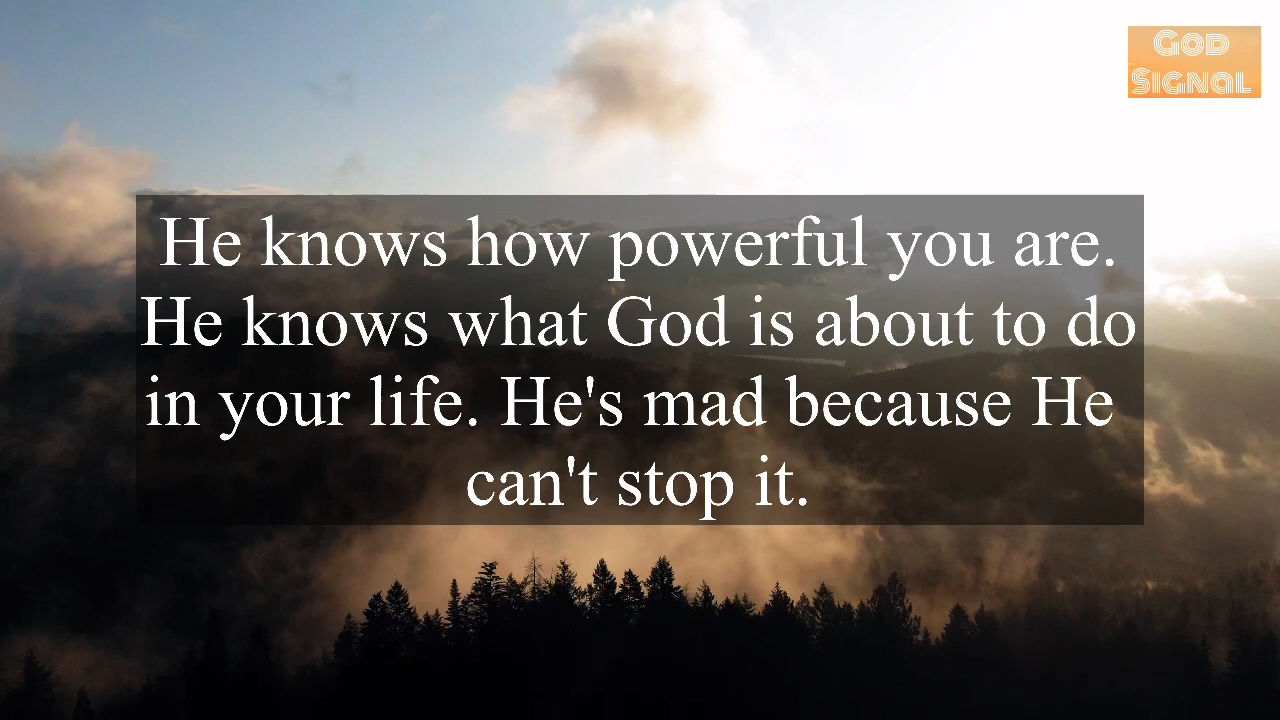 God
Signal
He knows how powerful you are.
He knows what God is about to do
in your life. He's mad because He
can't stop it.